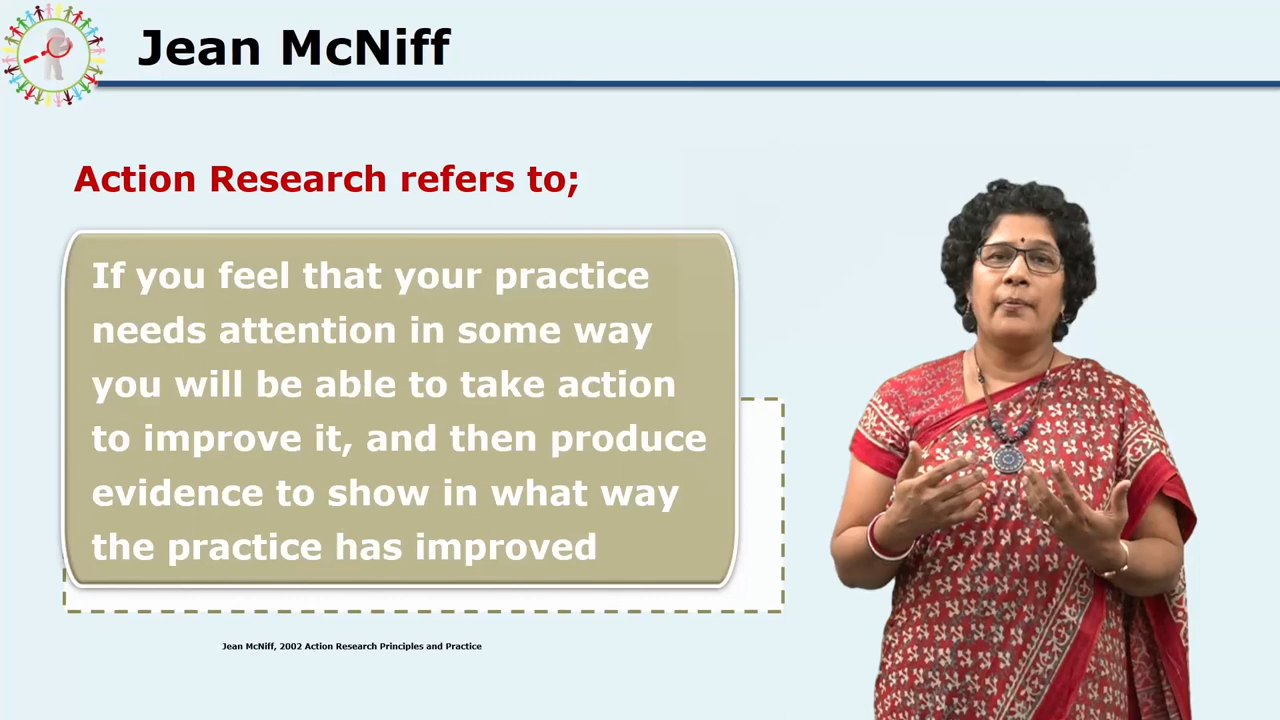 Jean McNiff
Action Research refers to;
If you feel that your practice
needs attention in some way
you will be able to take action
to improve it, and then produce
evidence to show in what way
the practice has improved
Jean McNiff, 2002 Action Research Principles and Practice